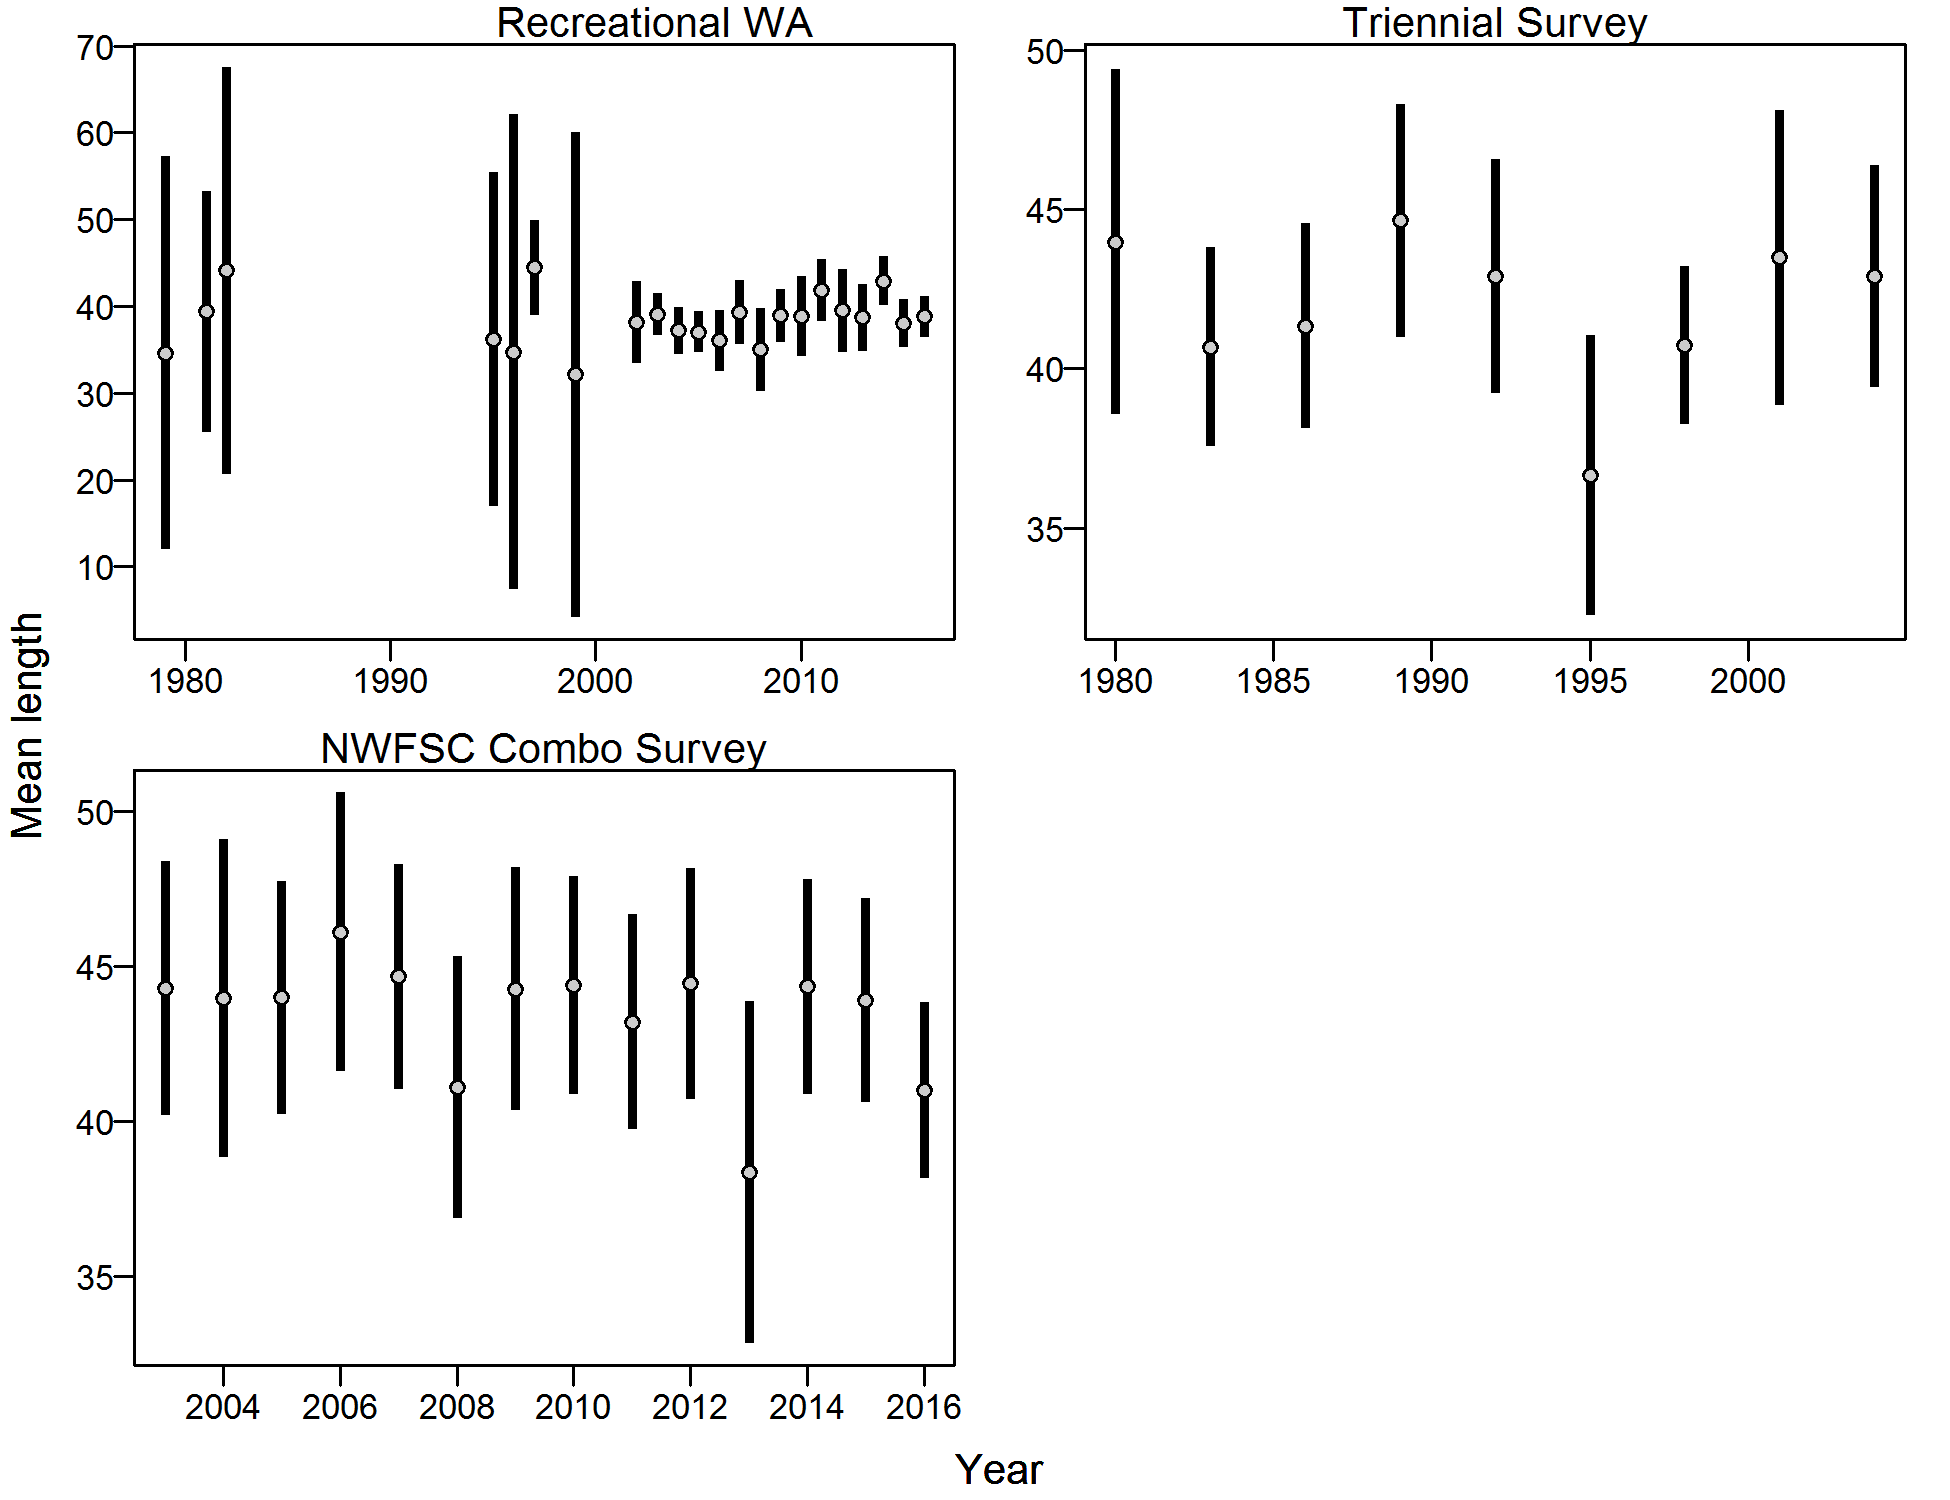 Recreational WA
70
60
50
40
30
20
10
1980 1990 2000 2010
Triennial Survey
50
45
40
35
1980 1985 1990 1995 2000
NWFSC Combo Survey
50
45
40
35
2004 2006 2008 2010 2012 2014 2016
Mean length
Year